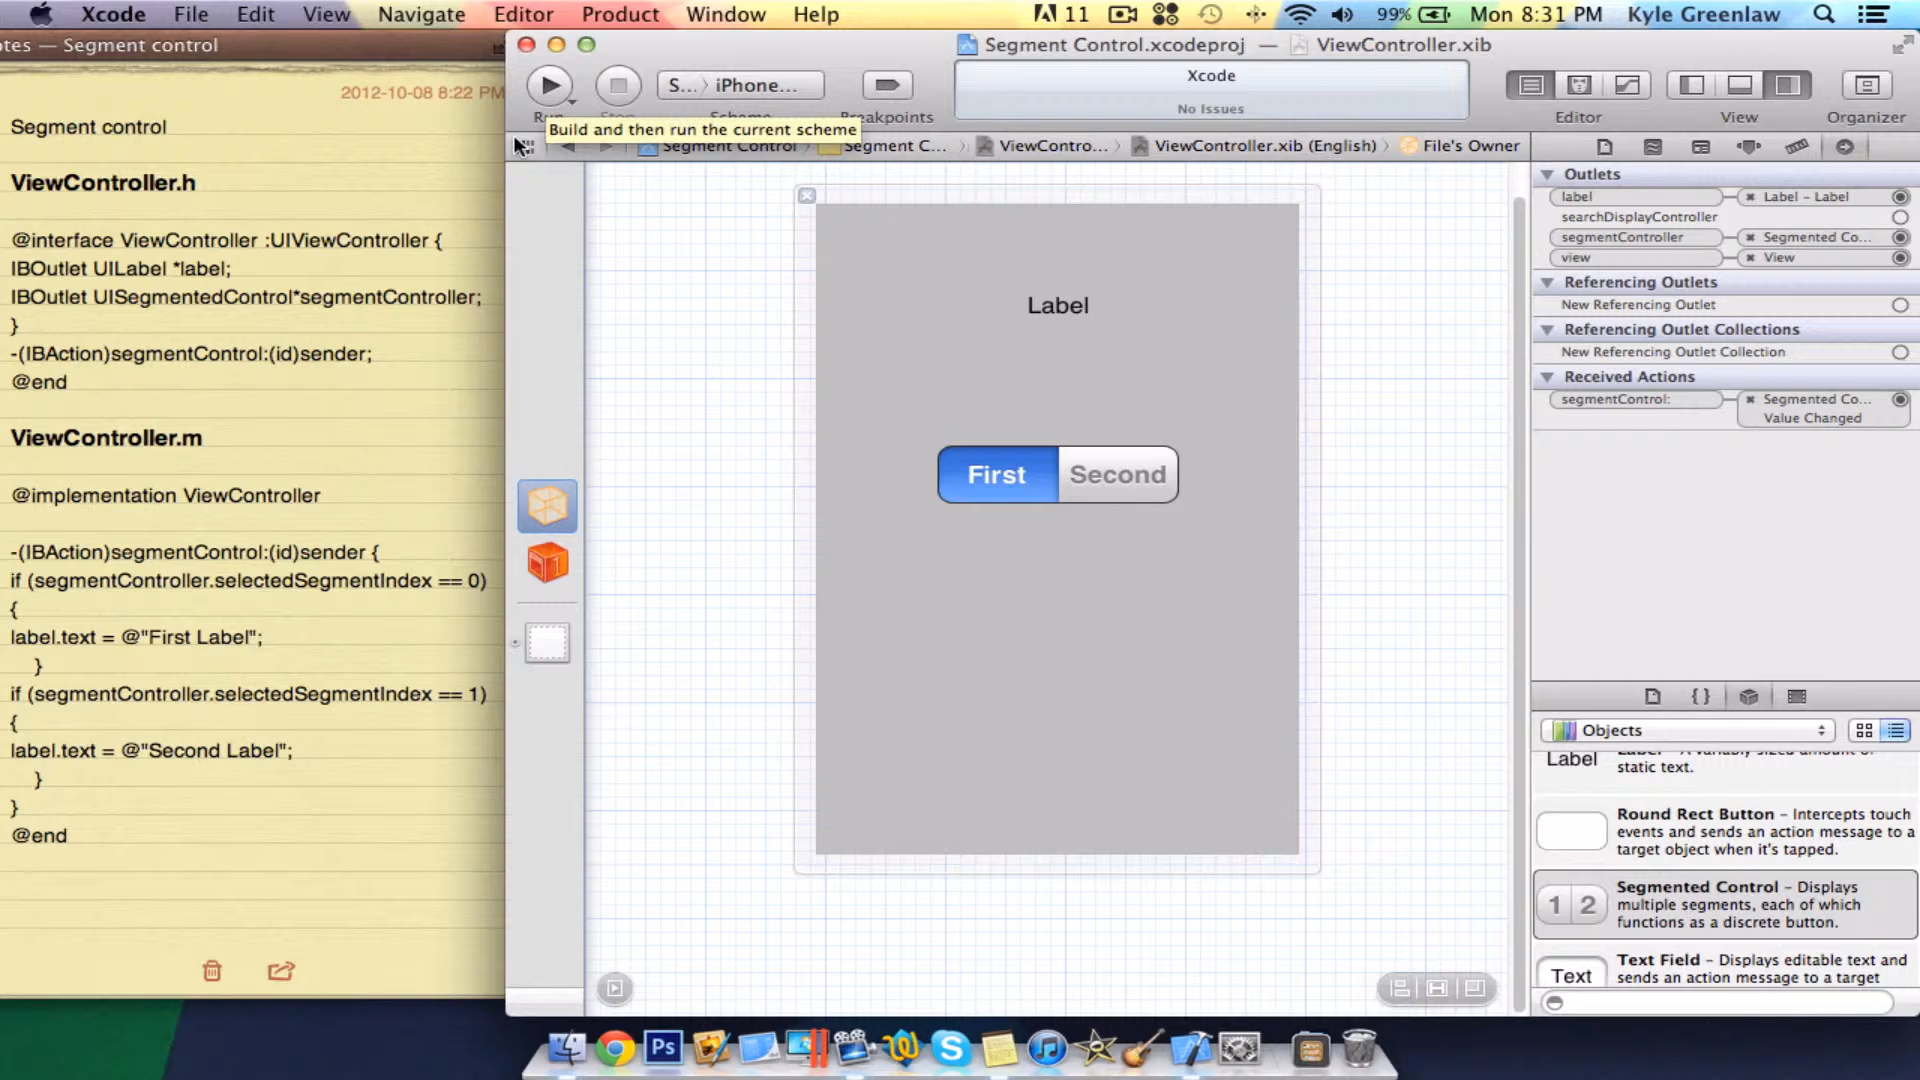 Xcode File Edit View Navigate Editor Product Window Help 11 99% Mon 8:31 PM Kyle Greenlaw
otes — Segment control
2012-10-08 8:22 PM
Segment control
ViewController.h
@interface ViewController :UIViewController {
IBOutlet UILabel *label;
IBOutlet UISegmentedControl*segmentController;
}
-(IBAction)segmentControl:(id)sender;
@end
ViewController.m
@implementation ViewController
-(IBAction)segmentControl:(id)sender {
if (segmentController.selectedSegmentIndex == 0)
{
label.text = @"First Label";
}
if (segmentController.selectedSegmentIndex == 1)
{
label.text = @"Second Label";
}
}
@end
Segment Control.xcodeproj — ViewController.xib
S... iPhone...
Xcode
No Issues
Breakpoints
Editor
View
Organizer
Build and then run the current scheme
Segment Control Segment C... ViewContro... ViewController.xib (English) File's Owner
Label
First Second
Outlets
label Label – Label
searchDisplayController
segmentController Segmented Co...
view View
Referencing Outlets
New Referencing Outlet
Referencing Outlet Collections
New Referencing Outlet Collection
Received Actions
segmentControl: Segmented Co...
Value Changed
{ }
Objects
Label
static text.
Round Rect Button – Intercepts touch
events and sends an action message to a
target object when it's tapped.
1 2
Segmented Control – Displays
multiple segments, each of which
functions as a discrete button.
Text
Text Field – Displays editable text and
sends an action message to a target
Ps